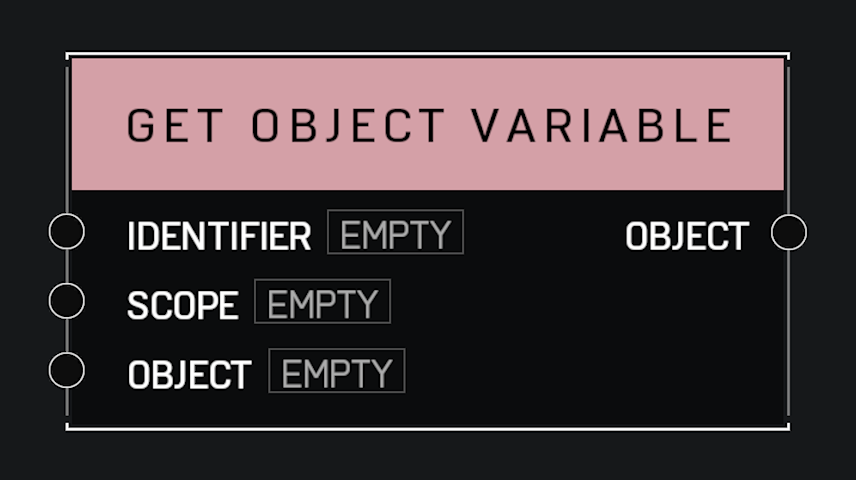 GET OBJECT VARIABLE
IDENTIFIER EMPTY OBJECT
SCOPE EMPTY
OBJECT EMPTY